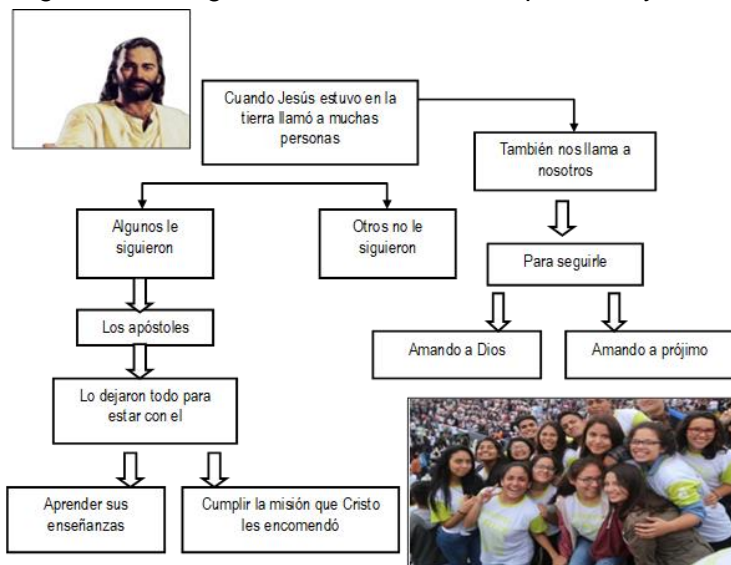 Cuando Jesús estuvo en la
tierra llamó a muchas
personas
También nos llama a
nosotros
Algunos le
siguieron
Otros no le
siguieron
Para seguirle
Los apóstoles
Amando a Dios
Amando a prójimo
Lo dejaron todo para
estar con el
Aprender sus
enseñanzas
Cumplir la misión que Cristo
les encomendó